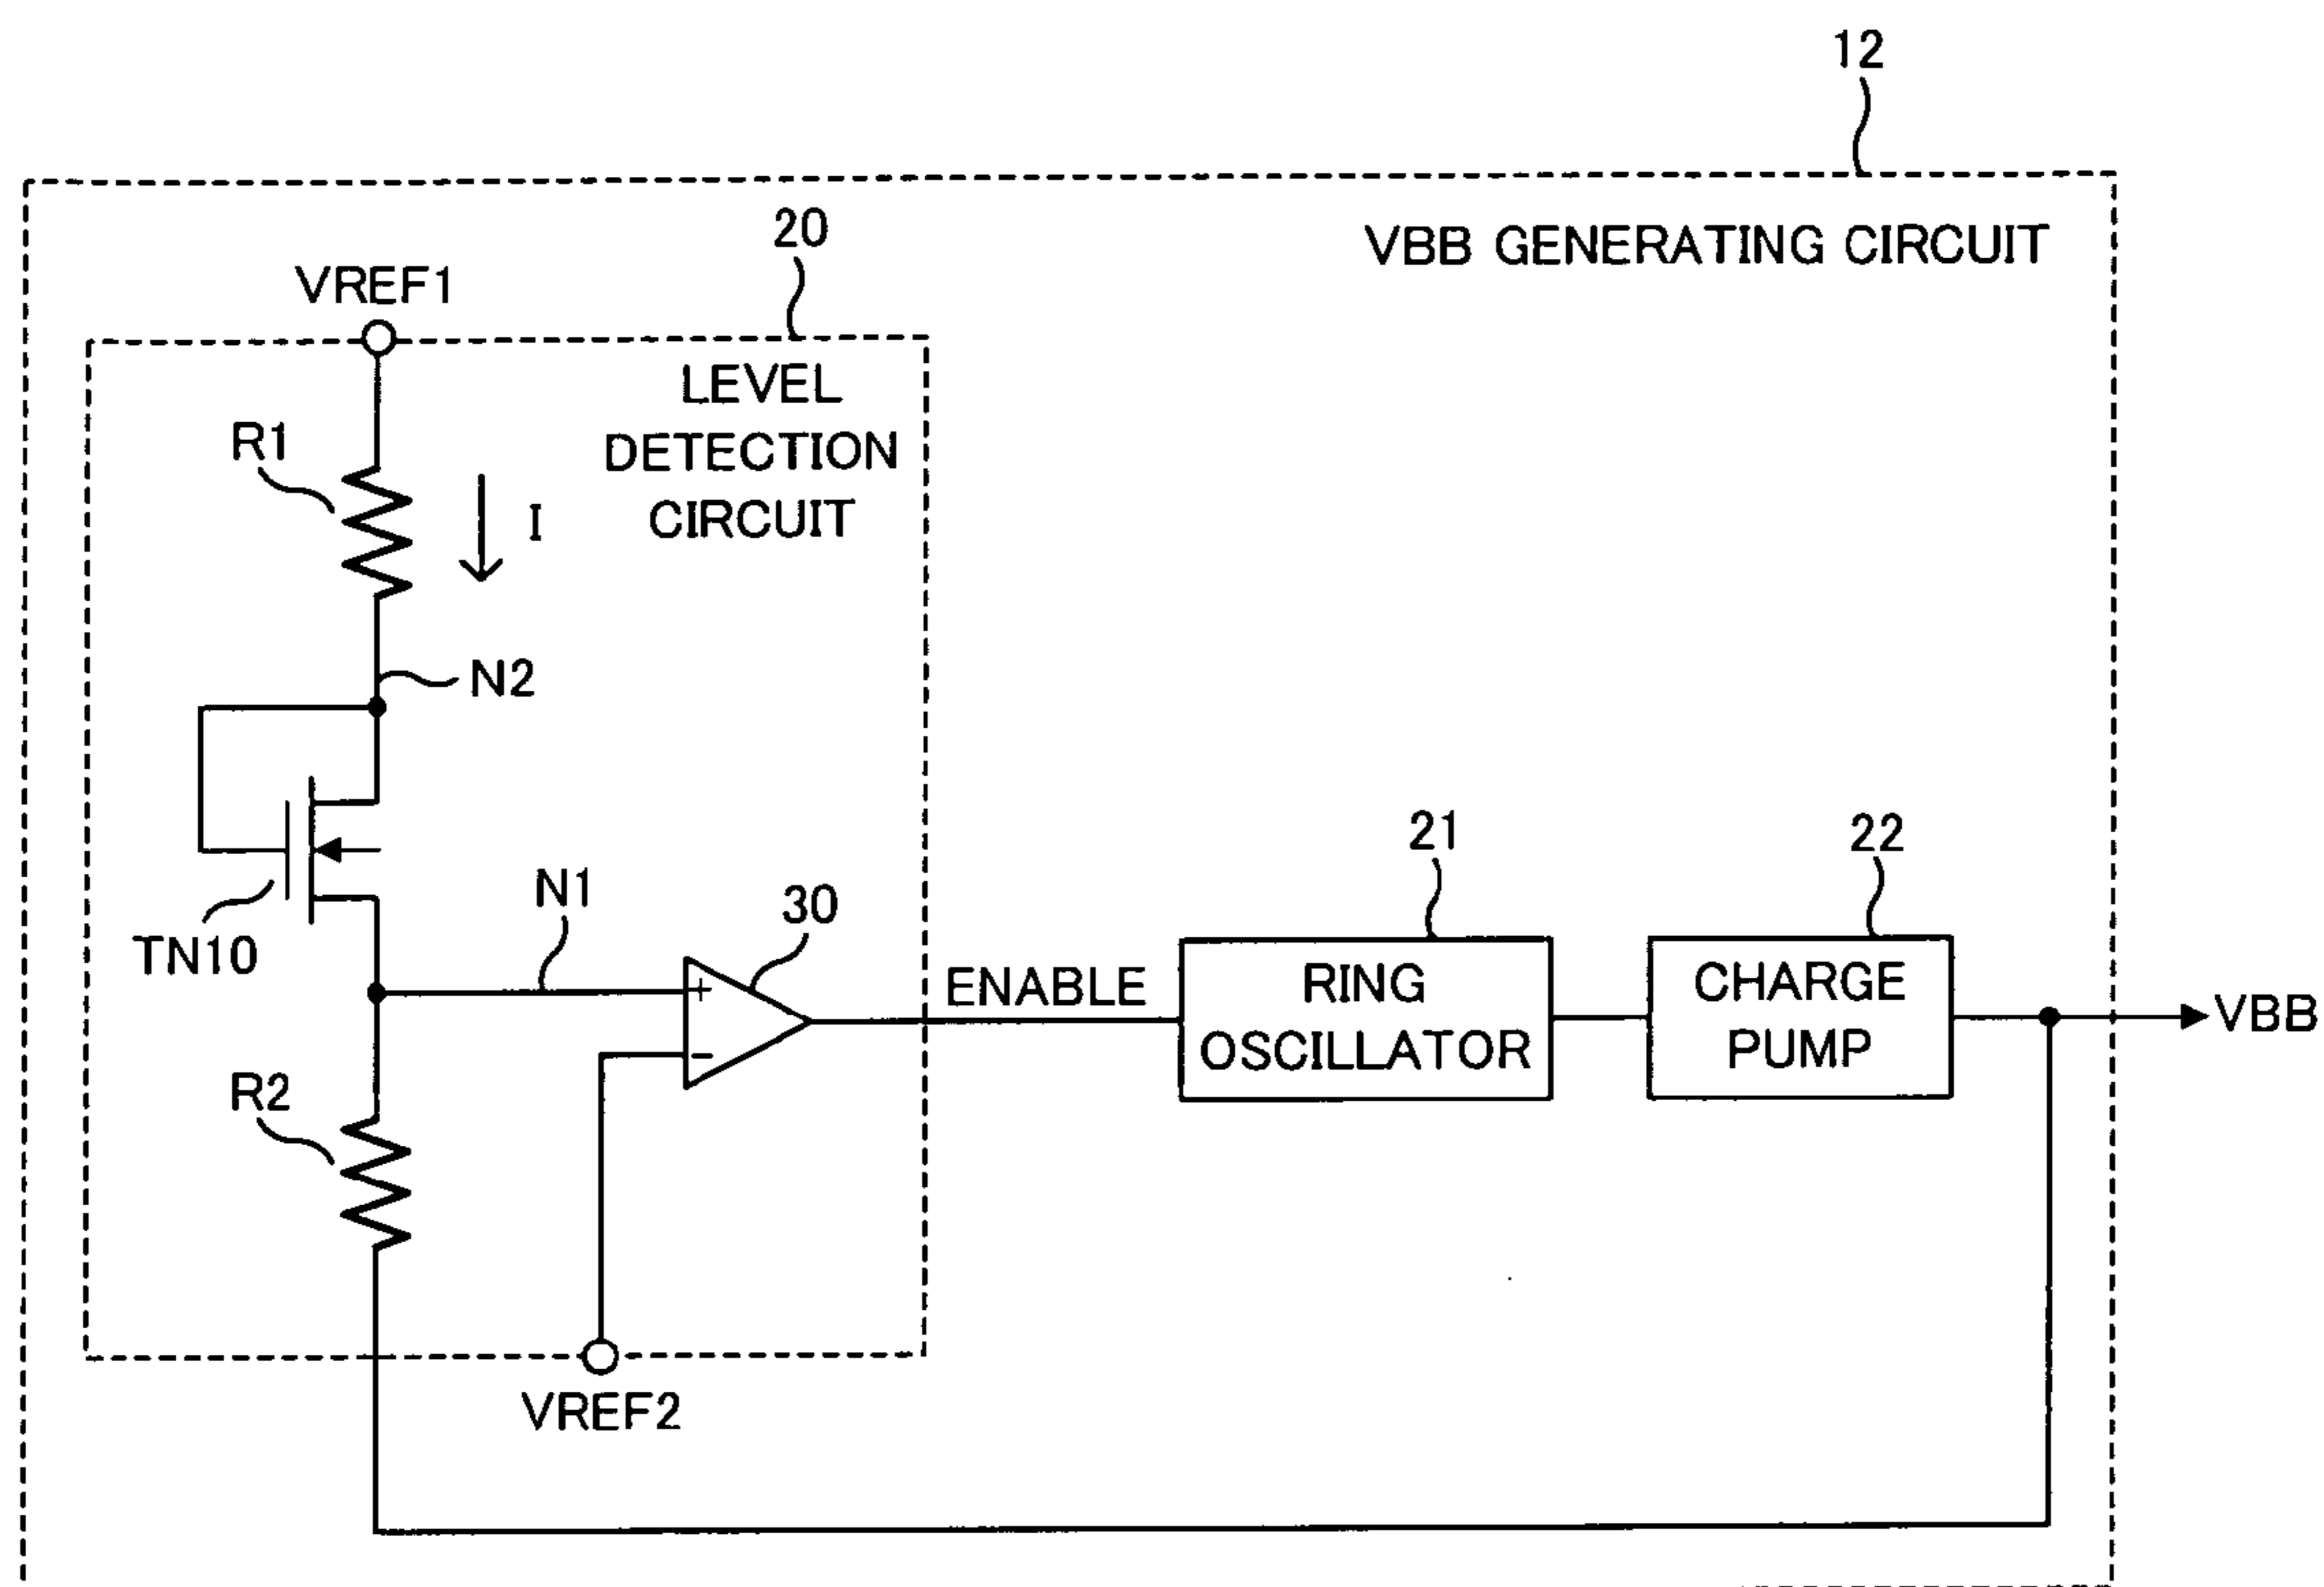 12
VBB GENERATING CIRCUIT
20
VREF1
LEVEL
DETECTION
CIRCUIT
R1
I
N2
TN10
N1
30
+
−
ENABLE
21
RING
OSCILLATOR
22
CHARGE
PUMP
VBB
R2
VREF2